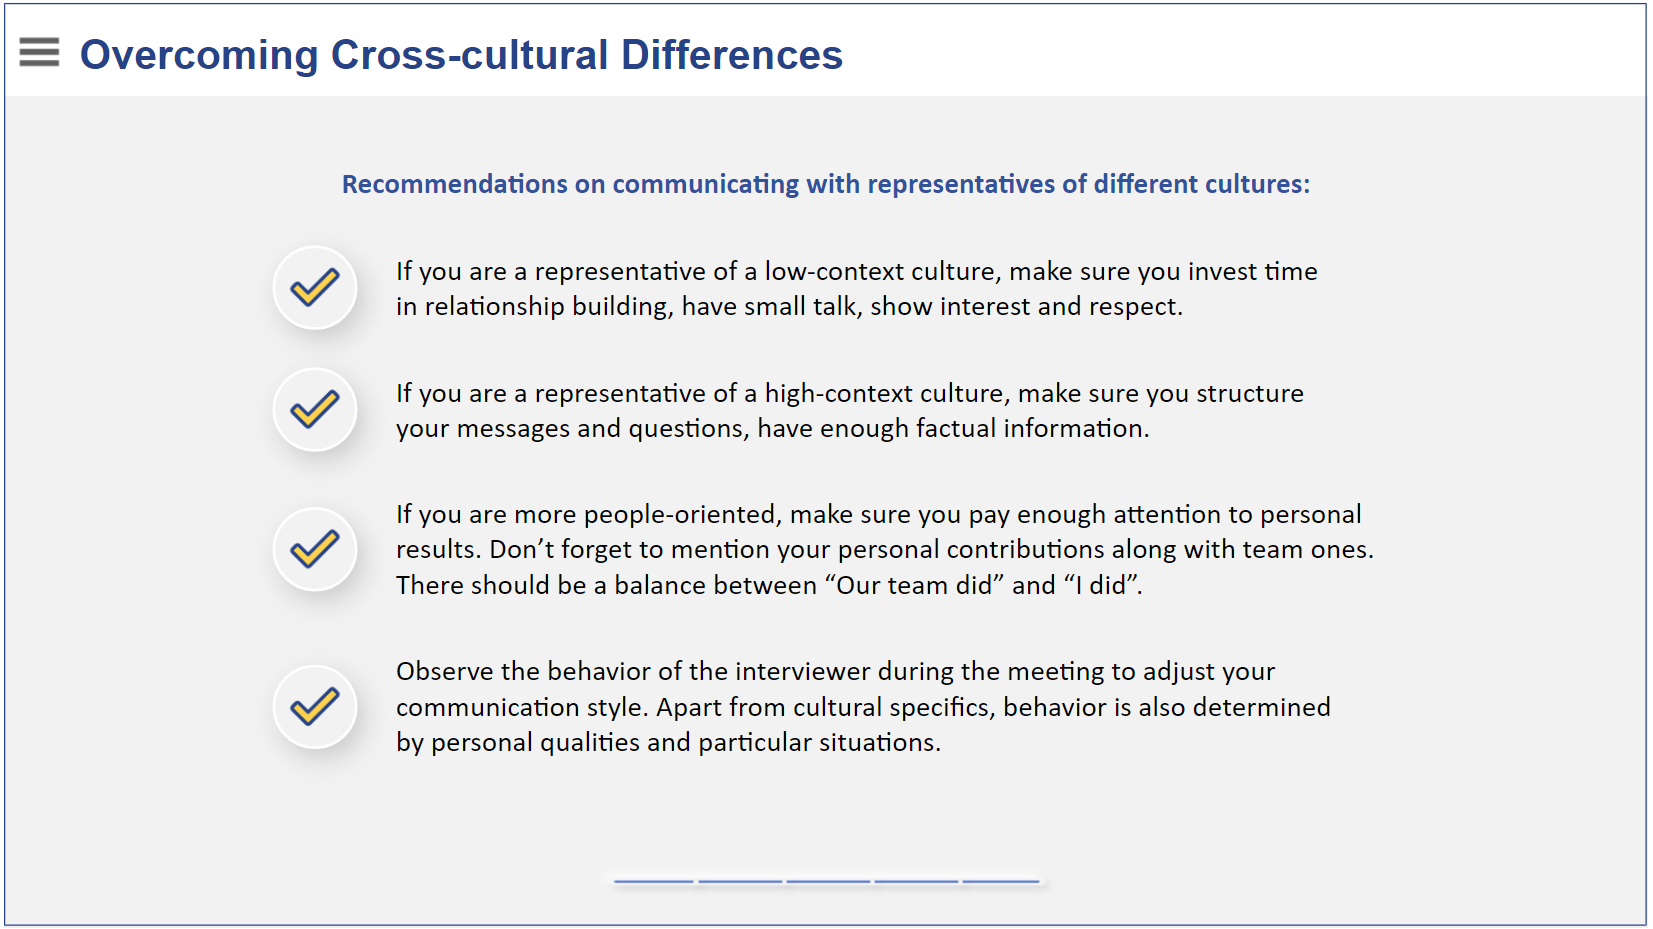 Overcoming Cross-cultural Differences
Recommendations on communicating with representatives of different cultures:
If you are a representative of a low-context culture, make sure you invest time
in relationship building, have small talk, show interest and respect.
If you are a representative of a high-context culture, make sure you structure
your messages and questions, have enough factual information.
If you are more people-oriented, make sure you pay enough attention to personal
results. Don’t forget to mention your personal contributions along with team ones.
There should be a balance between “Our team did” and “I did”.
Observe the behavior of the interviewer during the meeting to adjust your
communication style. Apart from cultural specifics, behavior is also determined
by personal qualities and particular situations.